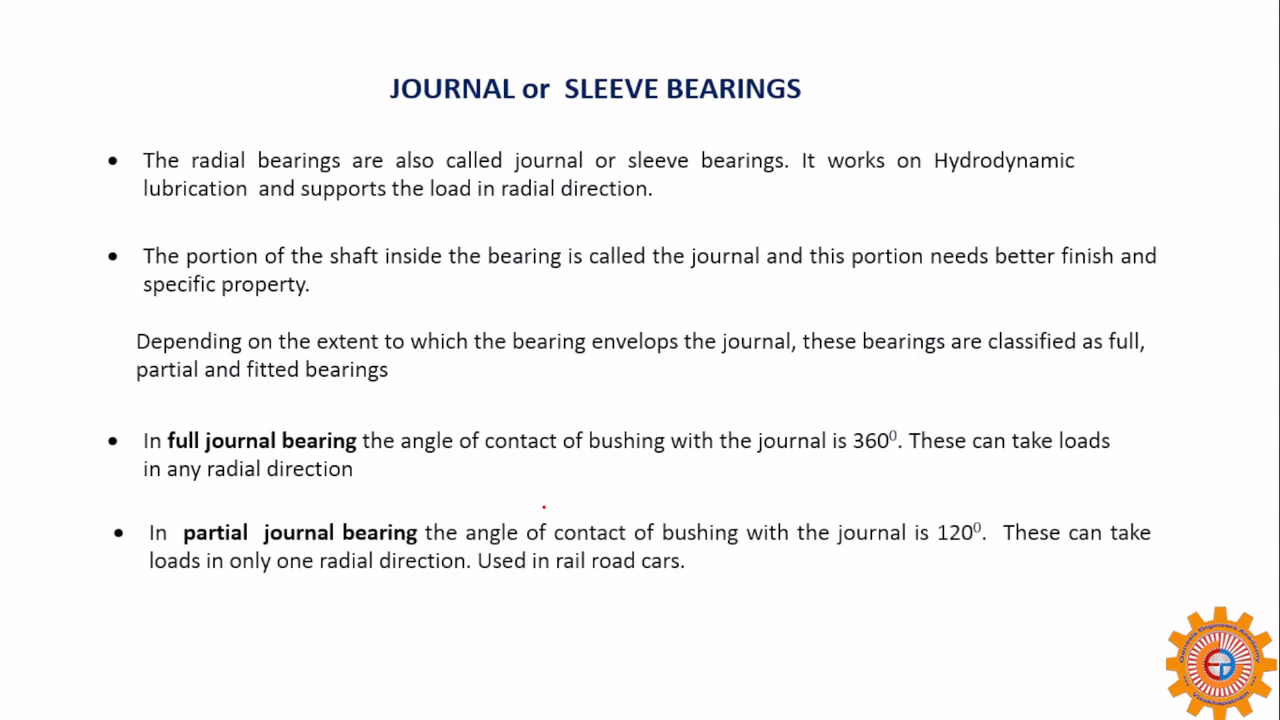 JOURNAL or SLEEVE BEARINGS
• The radial bearings are also called journal or sleeve bearings. It works on Hydrodynamic
lubrication and supports the load in radial direction.
• The portion of the shaft inside the bearing is called the journal and this portion needs better finish and
specific property.
Depending on the extent to which the bearing envelops the journal, these bearings are classified as full,
partial and fitted bearings
• In full journal bearing the angle of contact of bushing with the journal is 360⁰. These can take loads
in any radial direction
• In partial journal bearing the angle of contact of bushing with the journal is 120⁰. These can take
loads in only one radial direction. Used in rail road cars.
Genesis Engineers Academy
Visakhapatnam